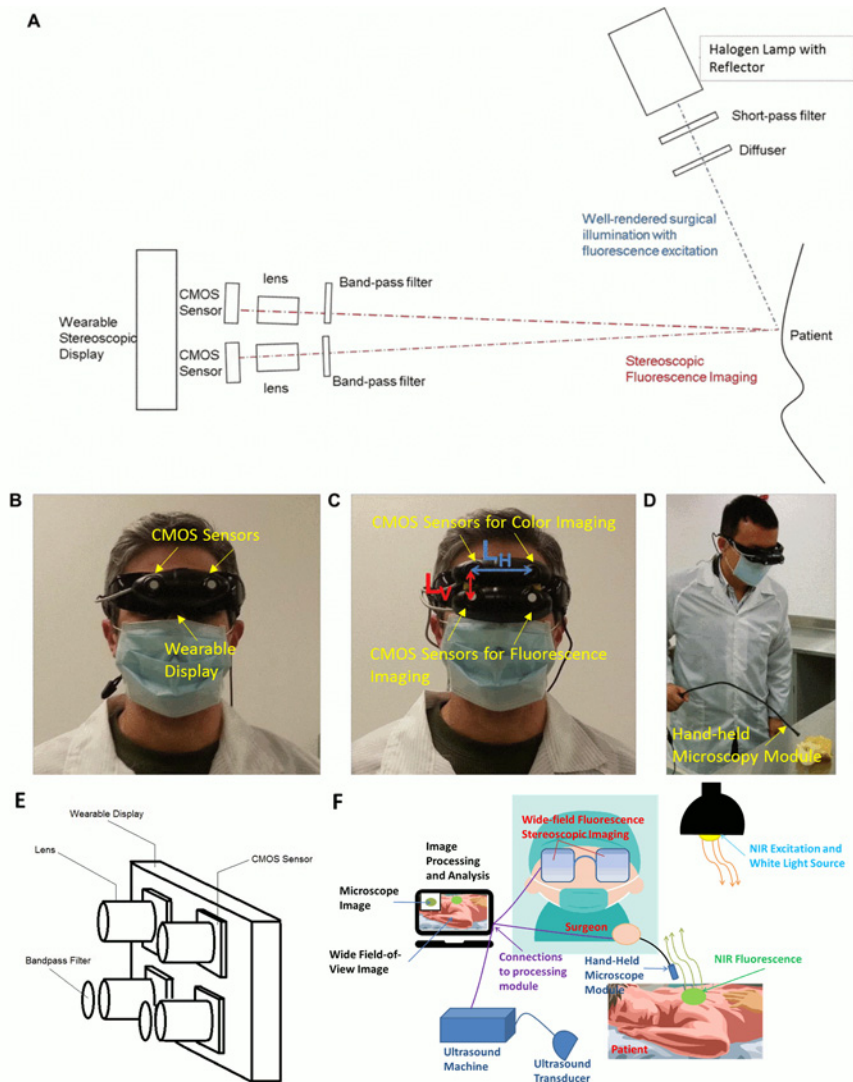 A
Halogen Lamp with
Reflector
Short-pass filter
Diffuser
Well-rendered surgical
illumination with
fluorescence excitation
Wearable
Stereoscopic
Display
CMOS
Sensor
lens
Band-pass filter
CMOS
Sensor
lens
Band-pass filter
Patient
Stereoscopic
Fluorescence Imaging
B
CMOS Sensors
Wearable
Display
C
CMOS Sensors for Color Imaging
LH
LV
CMOS Sensors for Fluorescence
Imaging
D
Hand-held
Microscopy Module
E
Wearable Display
Lens
CMOS Sensor
Bandpass Filter
F
Wide-field Fluorescence
Stereoscopic Imaging
NIR Excitation and
White Light Source
Image
Processing
and Analysis
Microscope
Image
Wide Field-of-
View Image
Surgeon
Connections
to processing
module
Hand-Held
Microscope
Module
NIR Fluorescence
Patient
Ultrasound
Machine
Ultrasound
Transducer